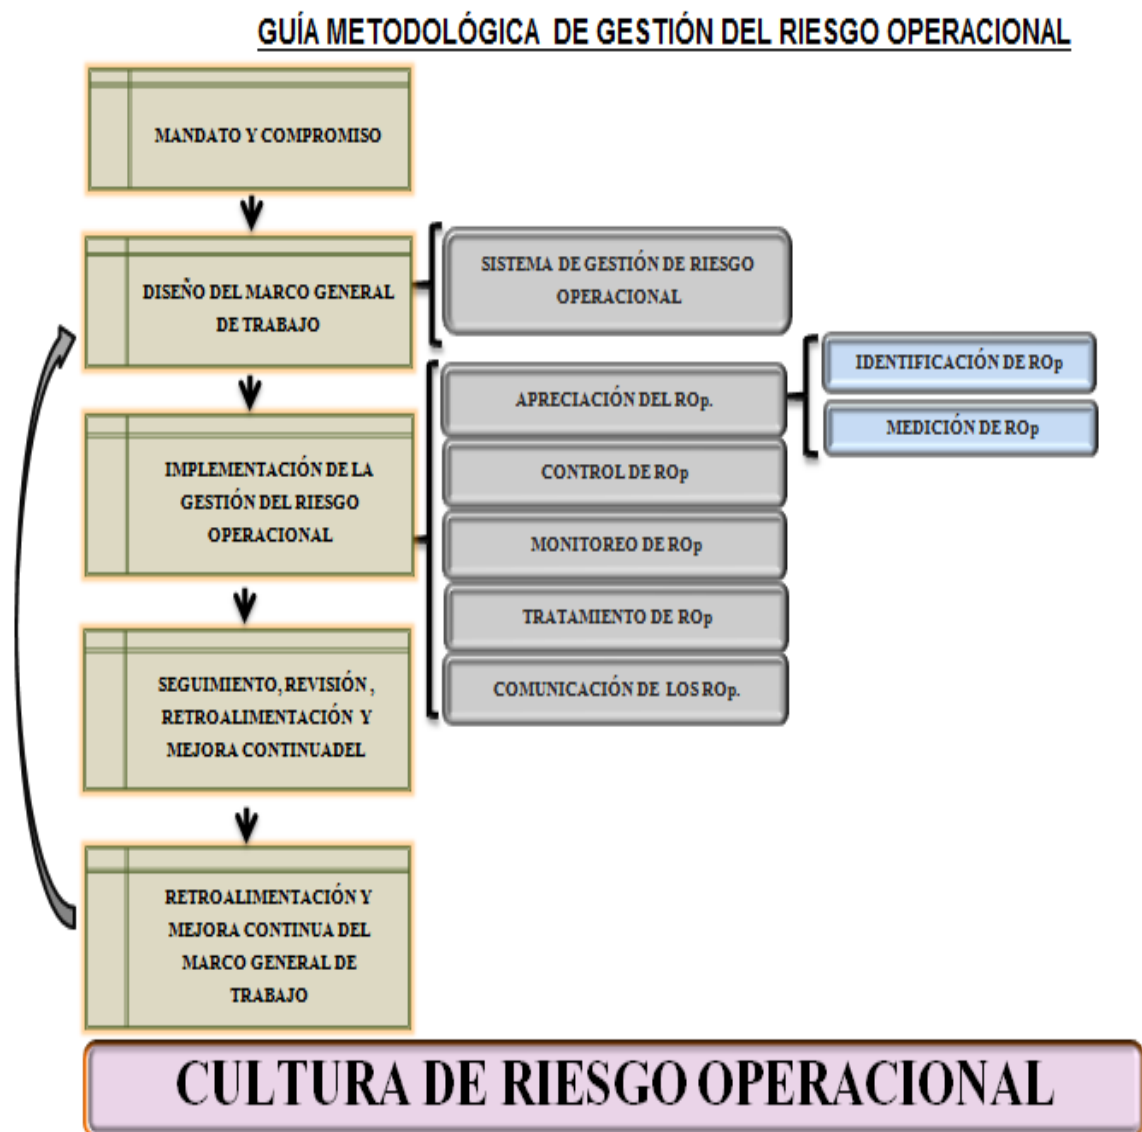 GUÍA METODOLÓGICA DE GESTIÓN DEL RIESGO OPERACIONAL
MANDATO Y COMPROMISO
DISEÑO DEL MARCO GENERAL
DE TRABAJO
SISTEMA DE GESTIÓN DE RIESGO
OPERACIONAL
IMPLEMENTACIÓN DE LA
GESTIÓN DEL RIESGO
OPERACIONAL
APRECIACIÓN DEL ROp.
IDENTIFICACIÓN DE ROp
MEDICIÓN DE ROp
CONTROL DE ROp
MONITOREO DE ROp
TRATAMIENTO DE ROp
COMUNICACIÓN DE LOS ROp.
SEGUIMIENTO, REVISIÓN ,
RETROALIMENTACIÓN Y
MEJORA CONTINUADEL
RETROALIMENTACIÓN Y
MEJORA CONTINUA DEL
MARCO GENERAL DE
TRABAJO
CULTURA DE RIESGO OPERACIONAL